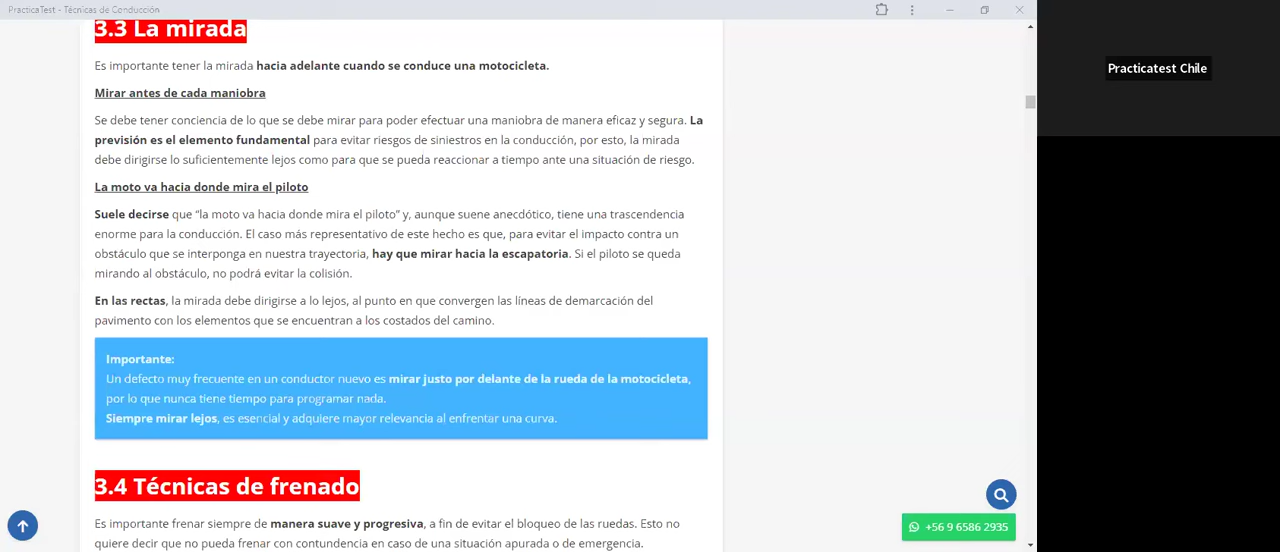 PracticaTest - Técnicas de Conducción
3.3 La mirada
Es importante tener la mirada hacia adelante cuando se conduce una motocicleta.
Mirar antes de cada maniobra
Se debe tener conciencia de lo que se debe mirar para poder efectuar una maniobra de manera eficaz y segura. La
previsión es el elemento fundamental para evitar riesgos de siniestros en la conducción, por esto, la mirada
debe dirigirse lo suficientemente lejos como para que se pueda reaccionar a tiempo ante una situación de riesgo.
La moto va hacia donde mira el piloto
Suele decirse que “la moto va hacia donde mira el piloto” y, aunque suene anecdótico, tiene una trascendencia
enorme para la conducción. El caso más representativo de este hecho es que, para evitar el impacto contra un
obstáculo que se interponga en nuestra trayectoria, hay que mirar hacia la escapatoria. Si el piloto se queda
mirando al obstáculo, no podrá evitar la colisión.
En las rectas, la mirada debe dirigirse a lo lejos, al punto en que convergen las líneas de demarcación del
pavimento con los elementos que se encuentran a los costados del camino.
Importante:
Un defecto muy frecuente en un conductor nuevo es mirar justo por delante de la rueda de la motocicleta,
por lo que nunca tiene tiempo para programar nada.
Siempre mirar lejos, es esencial y adquiere mayor relevancia al enfrentar una curva.
3.4 Técnicas de frenado
Es importante frenar siempre de manera suave y progresiva, a fin de evitar el bloqueo de las ruedas. Esto no
quiere decir que no pueda frenar con contundencia en caso de una situación apurada o de emergencia.
+56 9 6586 2935
Practicatest Chile